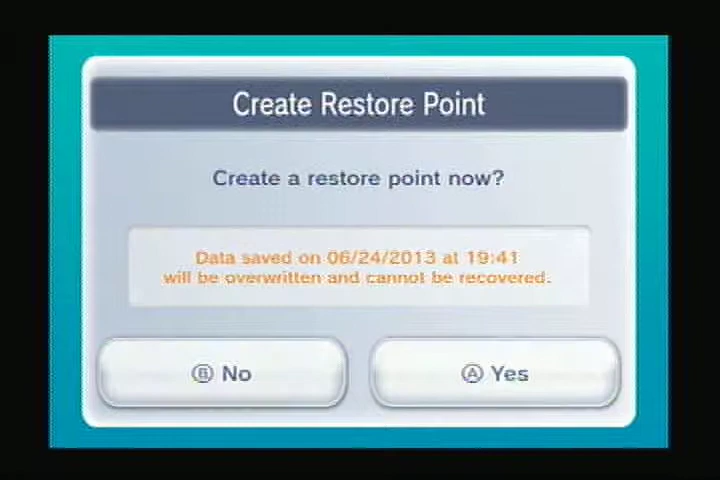 Create Restore Point
Create a restore point now?
Data saved on 06/24/2013 at 19:41
will be overwritten and cannot be recovered.
Ⓑ No
Ⓐ Yes